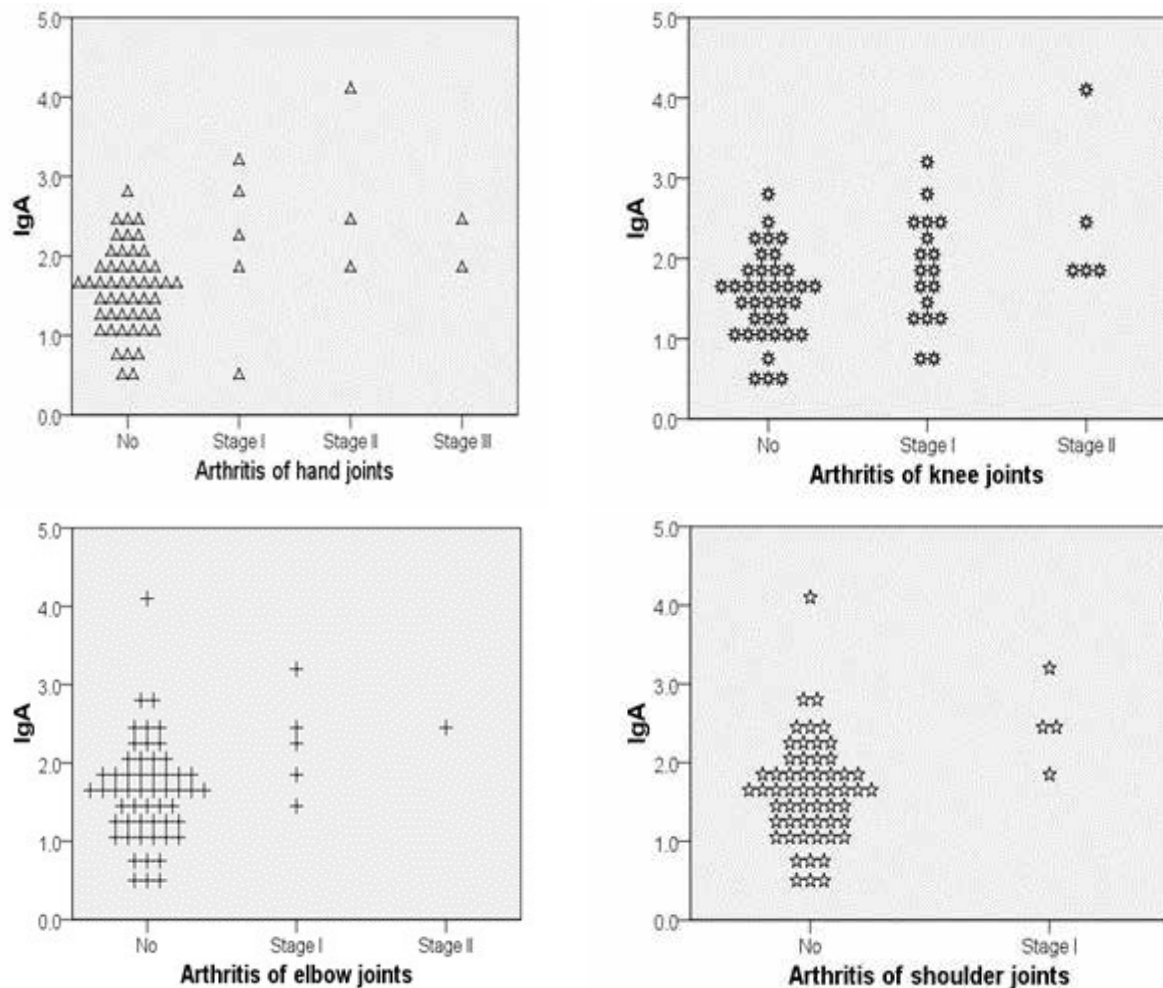 5.0
4.0
3.0
2.0
1.0
0.0
IgA
No Stage I Stage II Stage III
Arthritis of hand joints
5.0
4.0
3.0
2.0
1.0
0.0
IgA
No Stage I Stage II
Arthritis of knee joints
5.0
4.0
3.0
2.0
1.0
0.0
IgA
No Stage I Stage II
Arthritis of elbow joints
5.0
4.0
3.0
2.0
1.0
0.0
IgA
No Stage I
Arthritis of shoulder joints